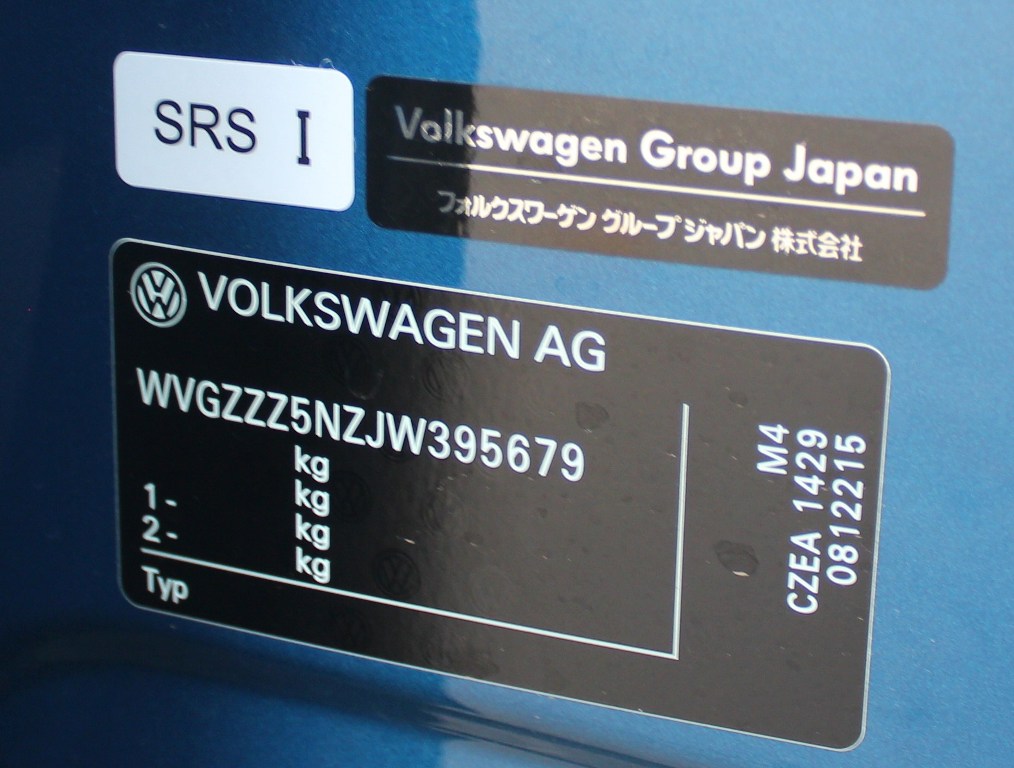 SRS I
Volkswagen Group Japan
フォルクスワーゲン グループ ジャパン 株式会社
VOLKSWAGEN AG
WVGZZZ5NZJW395679
kg
1- kg
2- kg
kg
Typ
M4
CZEA 1429
0812215